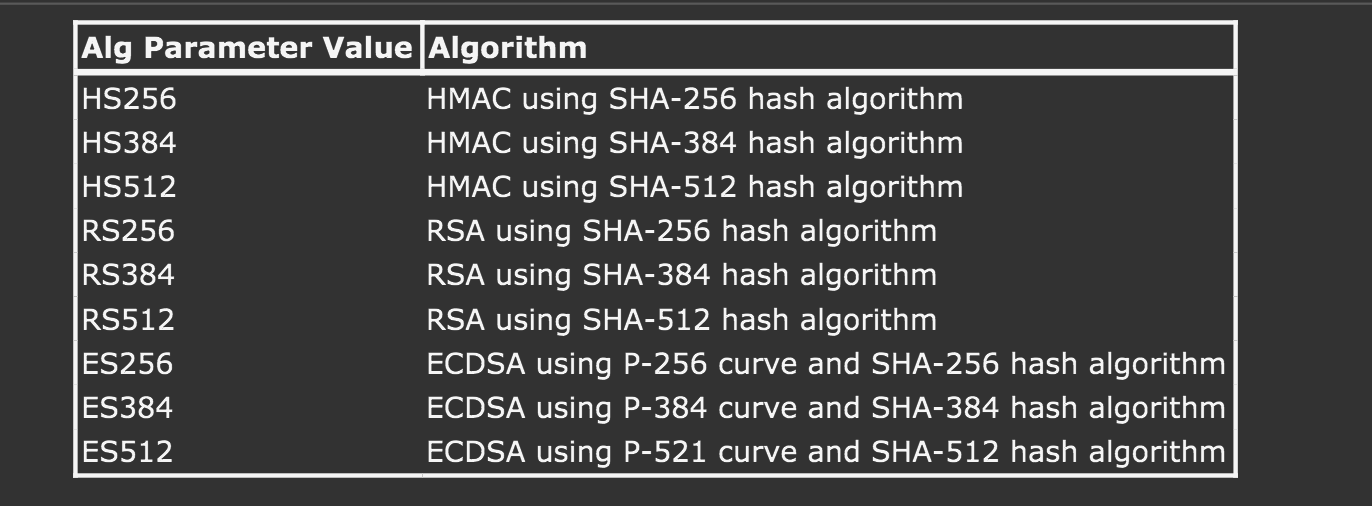 Alg Parameter Value Algorithm
HS256 HMAC using SHA-256 hash algorithm
HS384 HMAC using SHA-384 hash algorithm
HS512 HMAC using SHA-512 hash algorithm
RS256 RSA using SHA-256 hash algorithm
RS384 RSA using SHA-384 hash algorithm
RS512 RSA using SHA-512 hash algorithm
ES256 ECDSA using P-256 curve and SHA-256 hash algorithm
ES384 ECDSA using P-384 curve and SHA-384 hash algorithm
ES512 ECDSA using P-521 curve and SHA-512 hash algorithm